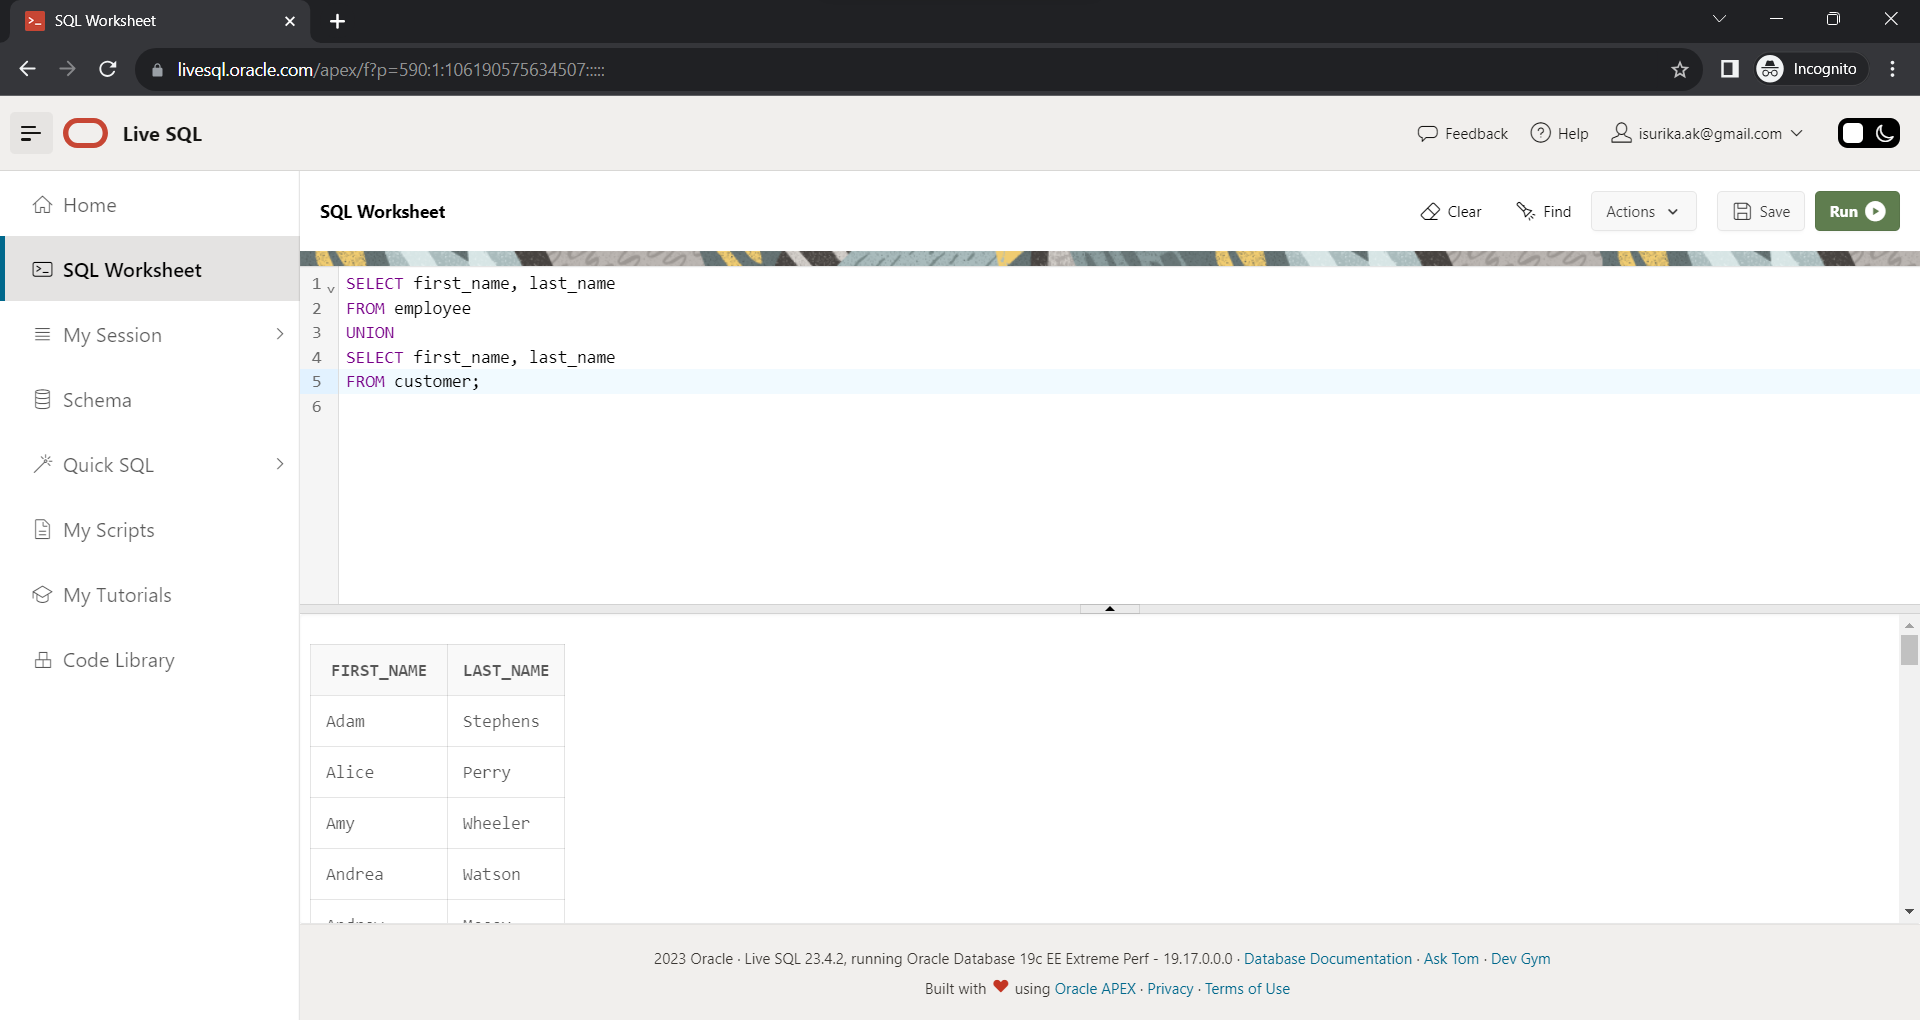 SQL Worksheet
livesql.oracle.com/apex/f?p=590:1:106190575634507:::::
Incognito
Live SQL
Feedback
Help
isurika.ak@gmail.com
Home
SQL Worksheet
My Session
Schema
Quick SQL
My Scripts
My Tutorials
Code Library
SQL Worksheet
Clear
Find
Actions
Save
Run
1 SELECT first_name, last_name
2 FROM employee
3 UNION
4 SELECT first_name, last_name
5 FROM customer;
6
FIRST_NAME LAST_NAME
Adam Stephens
Alice Perry
Amy Wheeler
Andrea Watson
2023 Oracle · Live SQL 23.4.2, running Oracle Database 19c EE Extreme Perf - 19.17.0.0.0 · Database Documentation · Ask Tom · Dev Gym
Built with ❤ using Oracle APEX · Privacy · Terms of Use